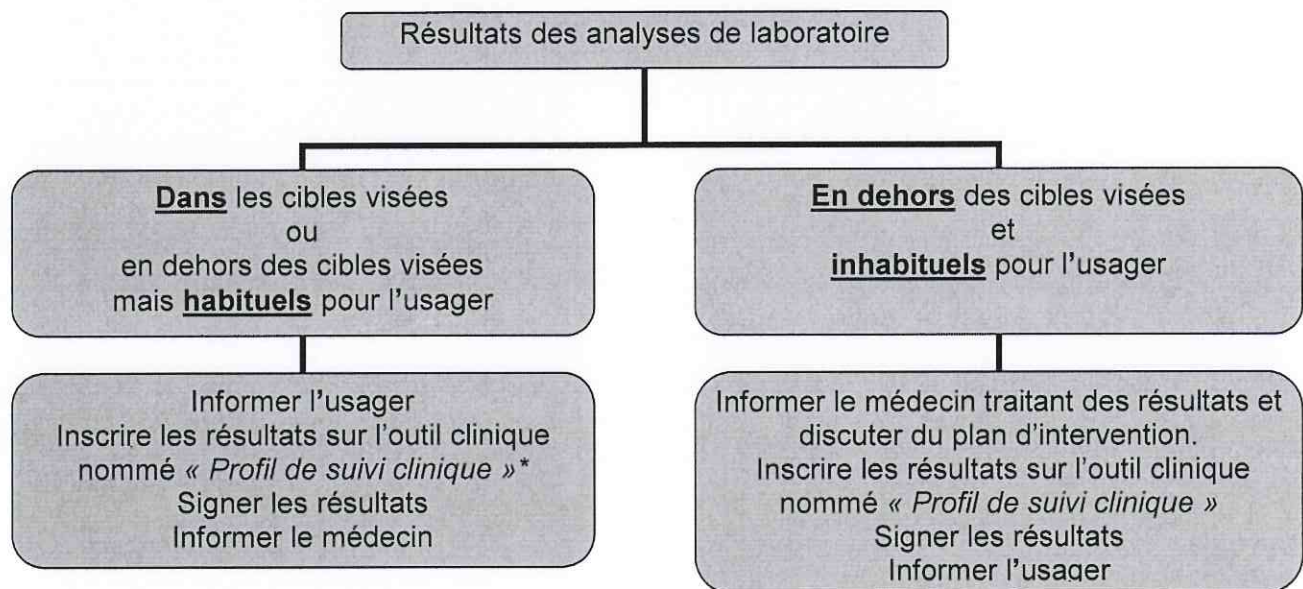 Résultats des analyses de laboratoire
Dans les cibles visées
ou
en dehors des cibles visées
mais habituels pour l'usager
En dehors des cibles visées
et
inhabituels pour l'usager
Informer l'usager
Inscrire les résultats sur l'outil clinique
nommé « Profil de suivi clinique »*
Signer les résultats
Informer le médecin
Informer le médecin traitant des résultats et
discuter du plan d'intervention.
Inscrire les résultats sur l'outil clinique
nommé « Profil de suivi clinique »
Signer les résultats
Informer l'usager